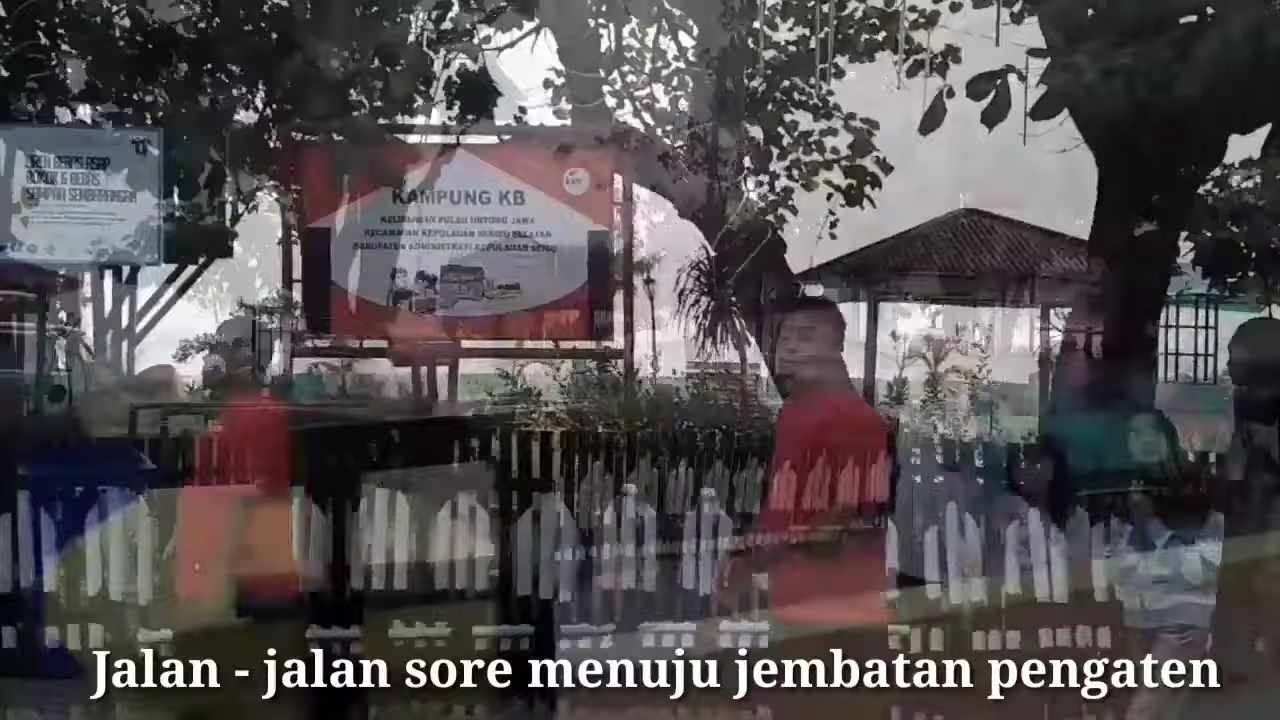 KAMPUNG KB
KELURAHAN PULAU UNTUNG JAWA
KECAMATAN KEPULAUAN SERIBU SELATAN
KABUPATEN ADMINISTRASI KEPULAUAN SERIBU
Jalan - jalan sore menuju jembatan pengaten